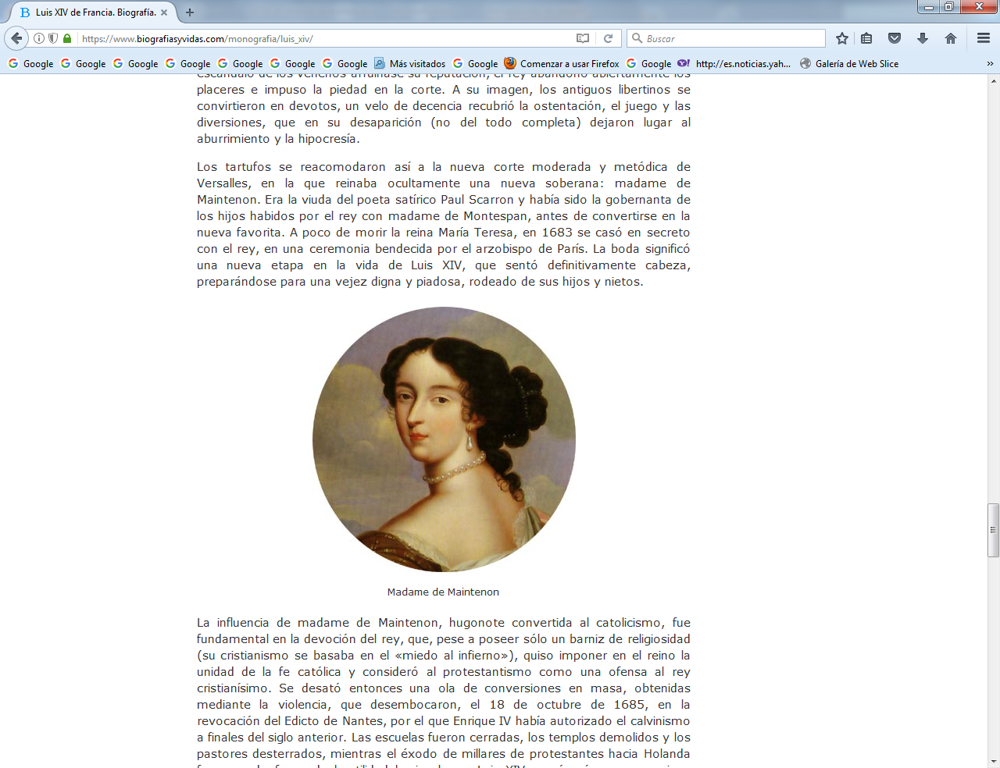 Luis XIV de Francia. Biografía.
https://www.biografiasyvidas.com/monografia/luis_xiv/
Buscar
Google Google Google Google Google Google Google Más visitados Google Comenzar a usar Firefox Google http://es.noticias.yah... Galería de Web Slice »
escándalo de los venenos arruinase su reputación, el rey abandonó abiertamente los
placeres e impuso la piedad en la corte. A su imagen, los antiguos libertinos se
convirtieron en devotos, un velo de decencia recubrió la ostentación, el juego y las
diversiones, que en su desaparición (no del todo completa) dejaron lugar al
aburrimiento y la hipocresía.
Los tartufos se reacomodaron así a la nueva corte moderada y metódica de
Versalles, en la que reinaba ocultamente una nueva soberana: madame de
Maintenon. Era la viuda del poeta satírico Paul Scarron y había sido la gobernanta de
los hijos habidos por el rey con madame de Montespan, antes de convertirse en la
nueva favorita. A poco de morir la reina María Teresa, en 1683 se casó en secreto
con el rey, en una ceremonia bendecida por el arzobispo de París. La boda significó
una nueva etapa en la vida de Luis XIV, que sentó definitivamente cabeza,
preparándose para una vejez digna y piadosa, rodeado de sus hijos y nietos.
Madame de Maintenon
La influencia de madame de Maintenon, hugonote convertida al catolicismo, fue
fundamental en la devoción del rey, que, pese a poseer sólo un barniz de religiosidad
(su cristianismo se basaba en el «miedo al infierno»), quiso imponer en el reino la
unidad de la fe católica y consideró al protestantismo como una ofensa al rey
cristianísimo. Se desató entonces una ola de conversiones en masa, obtenidas
mediante la violencia, que desembocaron, el 18 de octubre de 1685, en la
revocación del Edicto de Nantes, por el que Enrique IV había autorizado el calvinismo
a finales del siglo anterior. Las escuelas fueron cerradas, los templos demolidos y los
pastores desterrados, mientras el éxodo de millares de protestantes hacia Holanda